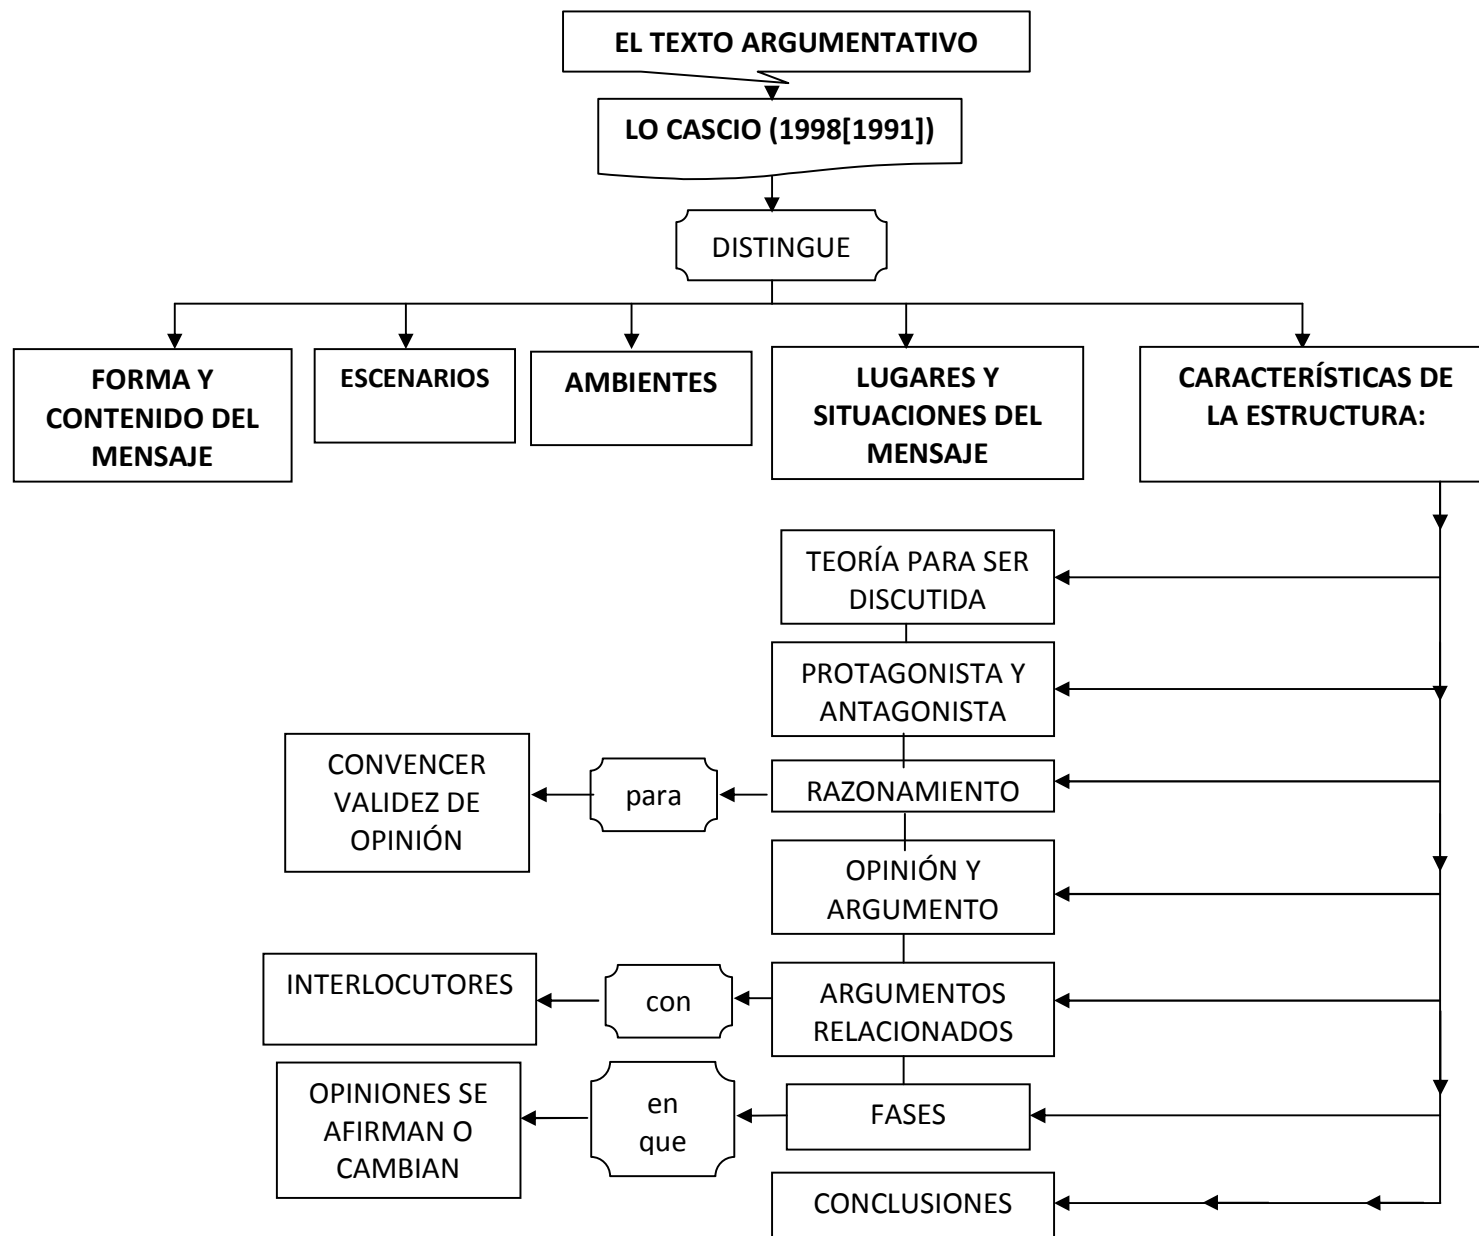 EL TEXTO ARGUMENTATIVO
LO CASCIO (1998[1991])
DISTINGUE
FORMA Y
CONTENIDO DEL
MENSAJE
ESCENARIOS
AMBIENTES
LUGARES Y
SITUACIONES DEL
MENSAJE
CARACTERÍSTICAS DE
LA ESTRUCTURA:
TEORÍA PARA SER
DISCUTIDA
PROTAGONISTA Y
ANTAGONISTA
RAZONAMIENTO
para
CONVENCER
VALIDEZ DE
OPINIÓN
OPINIÓN Y
ARGUMENTO
ARGUMENTOS
RELACIONADOS
con
INTERLOCUTORES
FASES
en
que
OPINIONES SE
AFIRMAN O
CAMBIAN
CONCLUSIONES